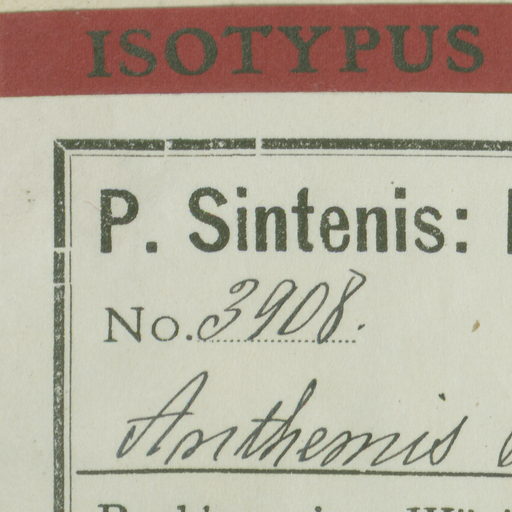 ISOTYPUS
P. Sintenis:
No. 3908.
Anthemis